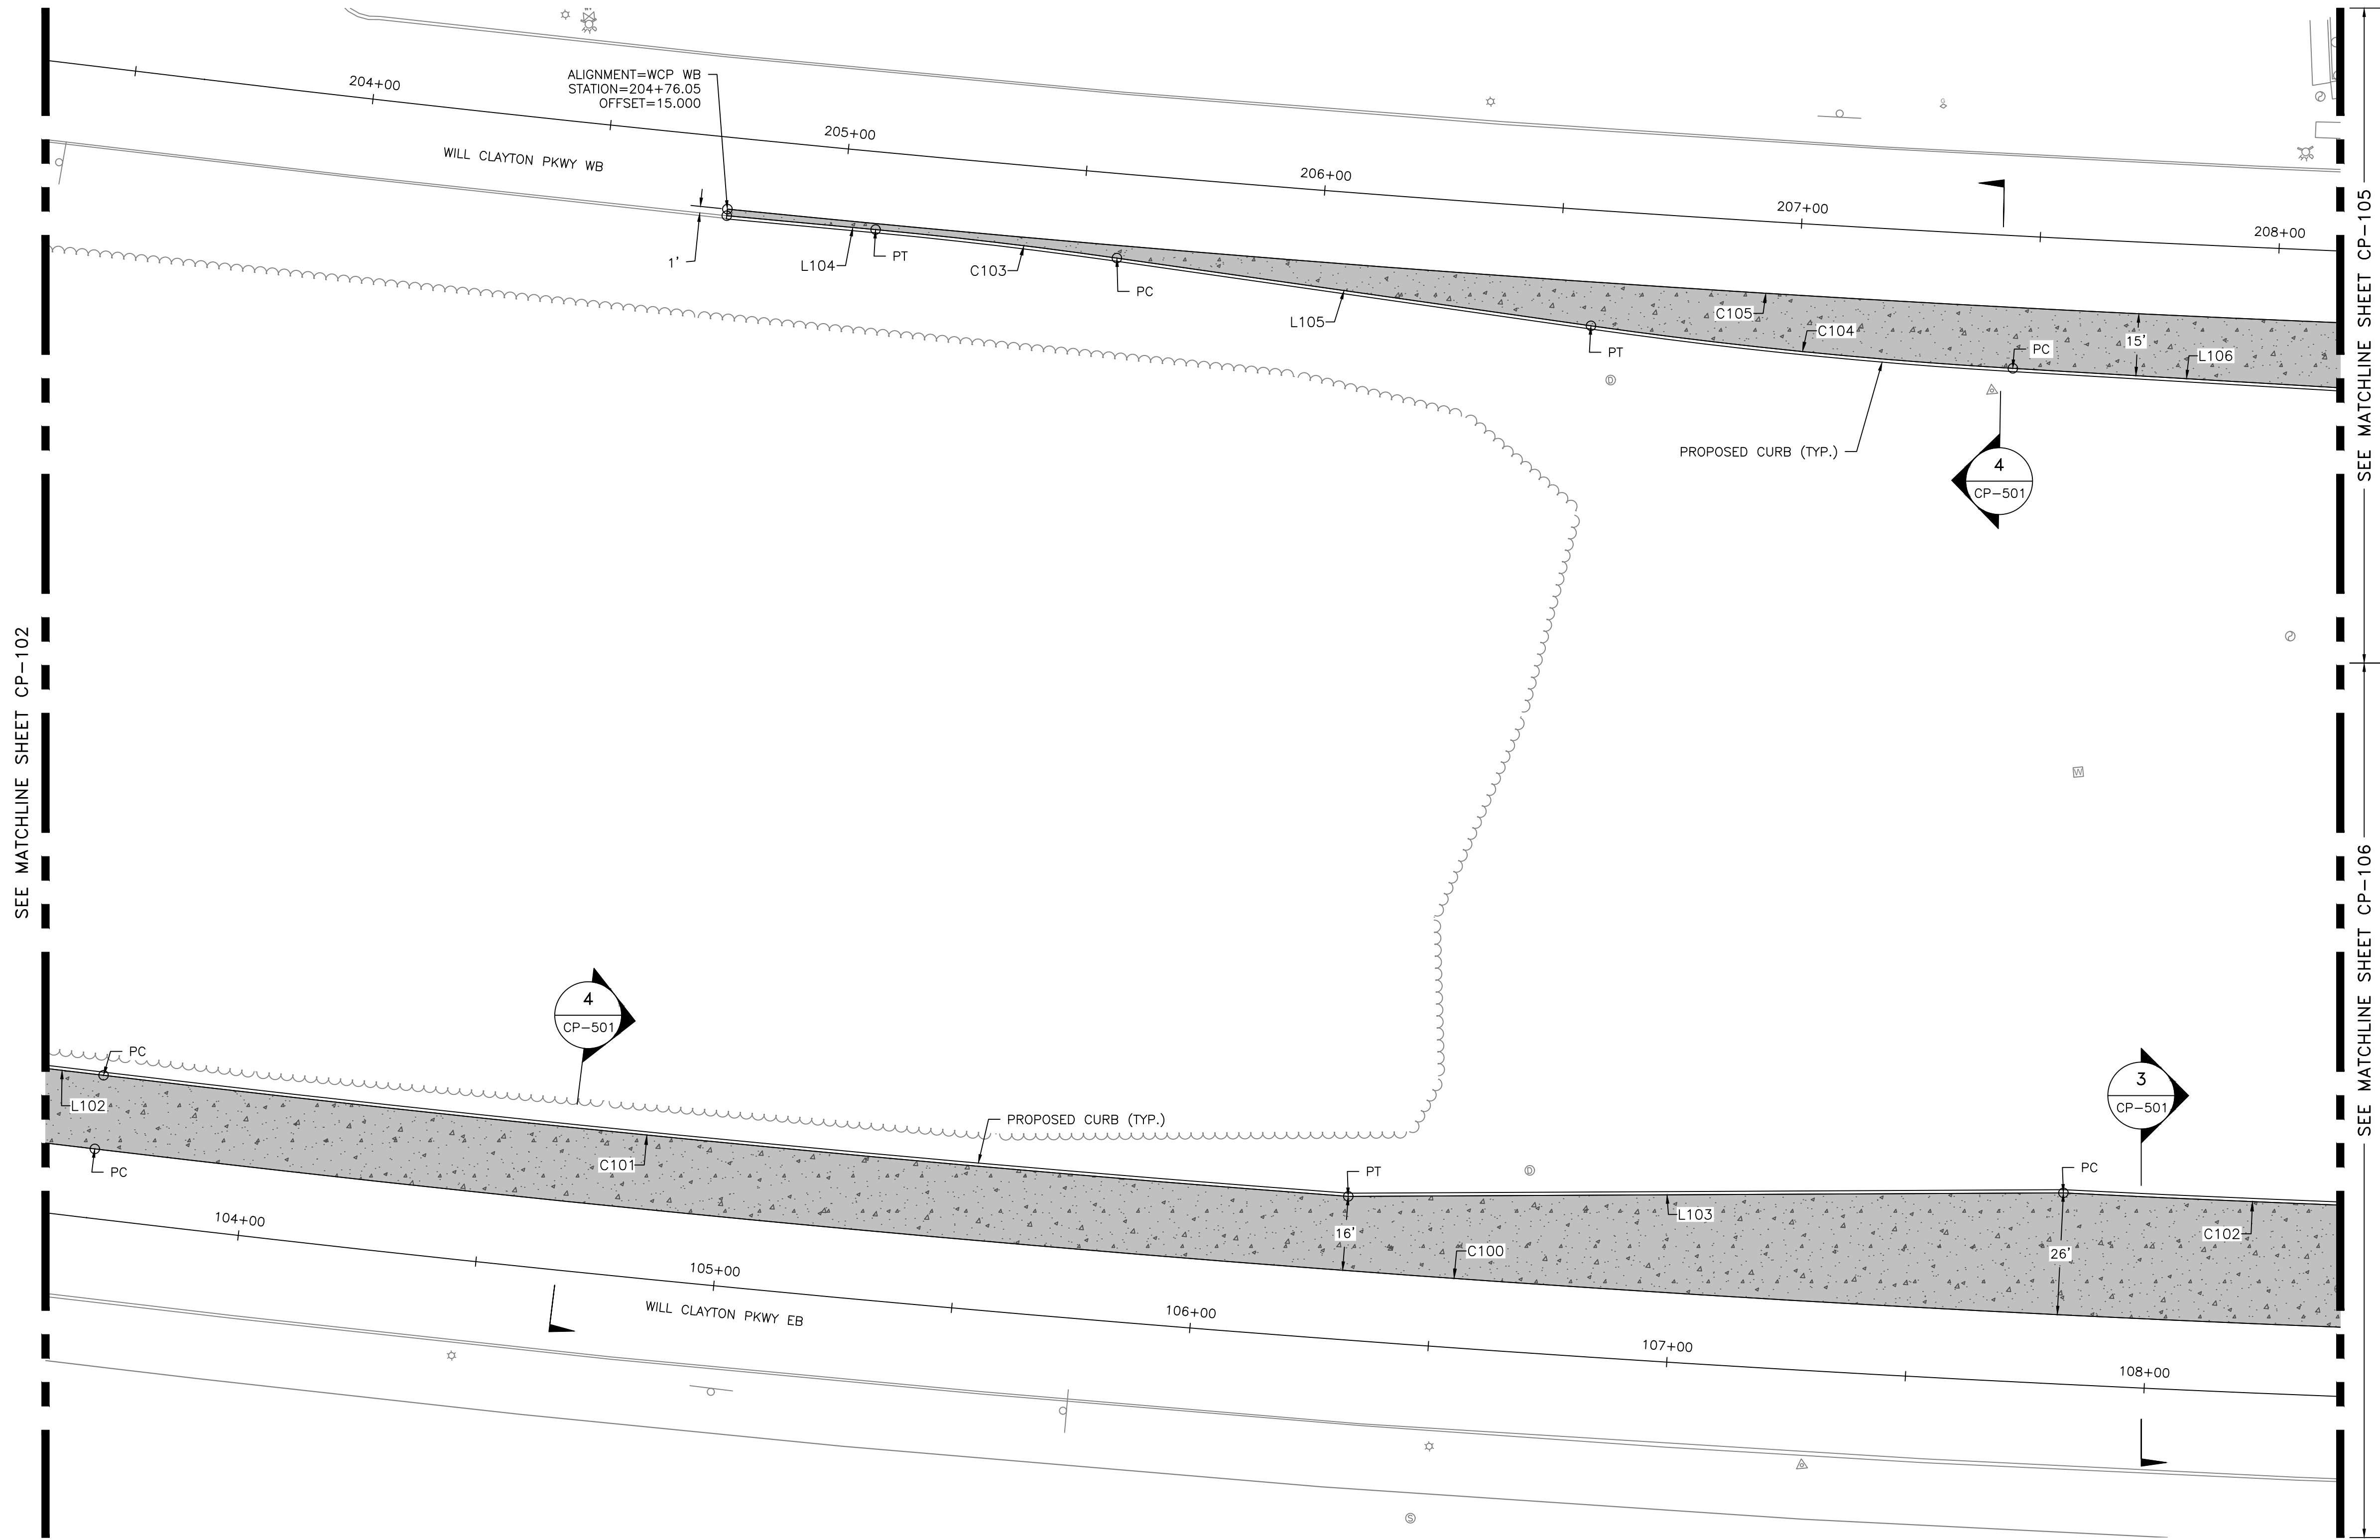 204+00
ALIGNMENT=WCP WB
STATION=204+76.05
OFFSET=15.000
205+00
206+00
207+00
208+00
WILL CLAYTON PKWY WB
1'
L104
PT
C103
PC
L105
PT
C105
C104
PC
15'
L106
D
PROPOSED CURB (TYP.)
4
CP-501
SEE MATCHLINE SHEET CP-105
SEE MATCHLINE SHEET CP-102
W
4
CP-501
PC
L102
PC
C101
PROPOSED CURB (TYP.)
PT
16'
D
L103
C100
3
CP-501
PC
26'
C102
SEE MATCHLINE SHEET CP-106
104+00
105+00
106+00
107+00
108+00
WILL CLAYTON PKWY EB
S